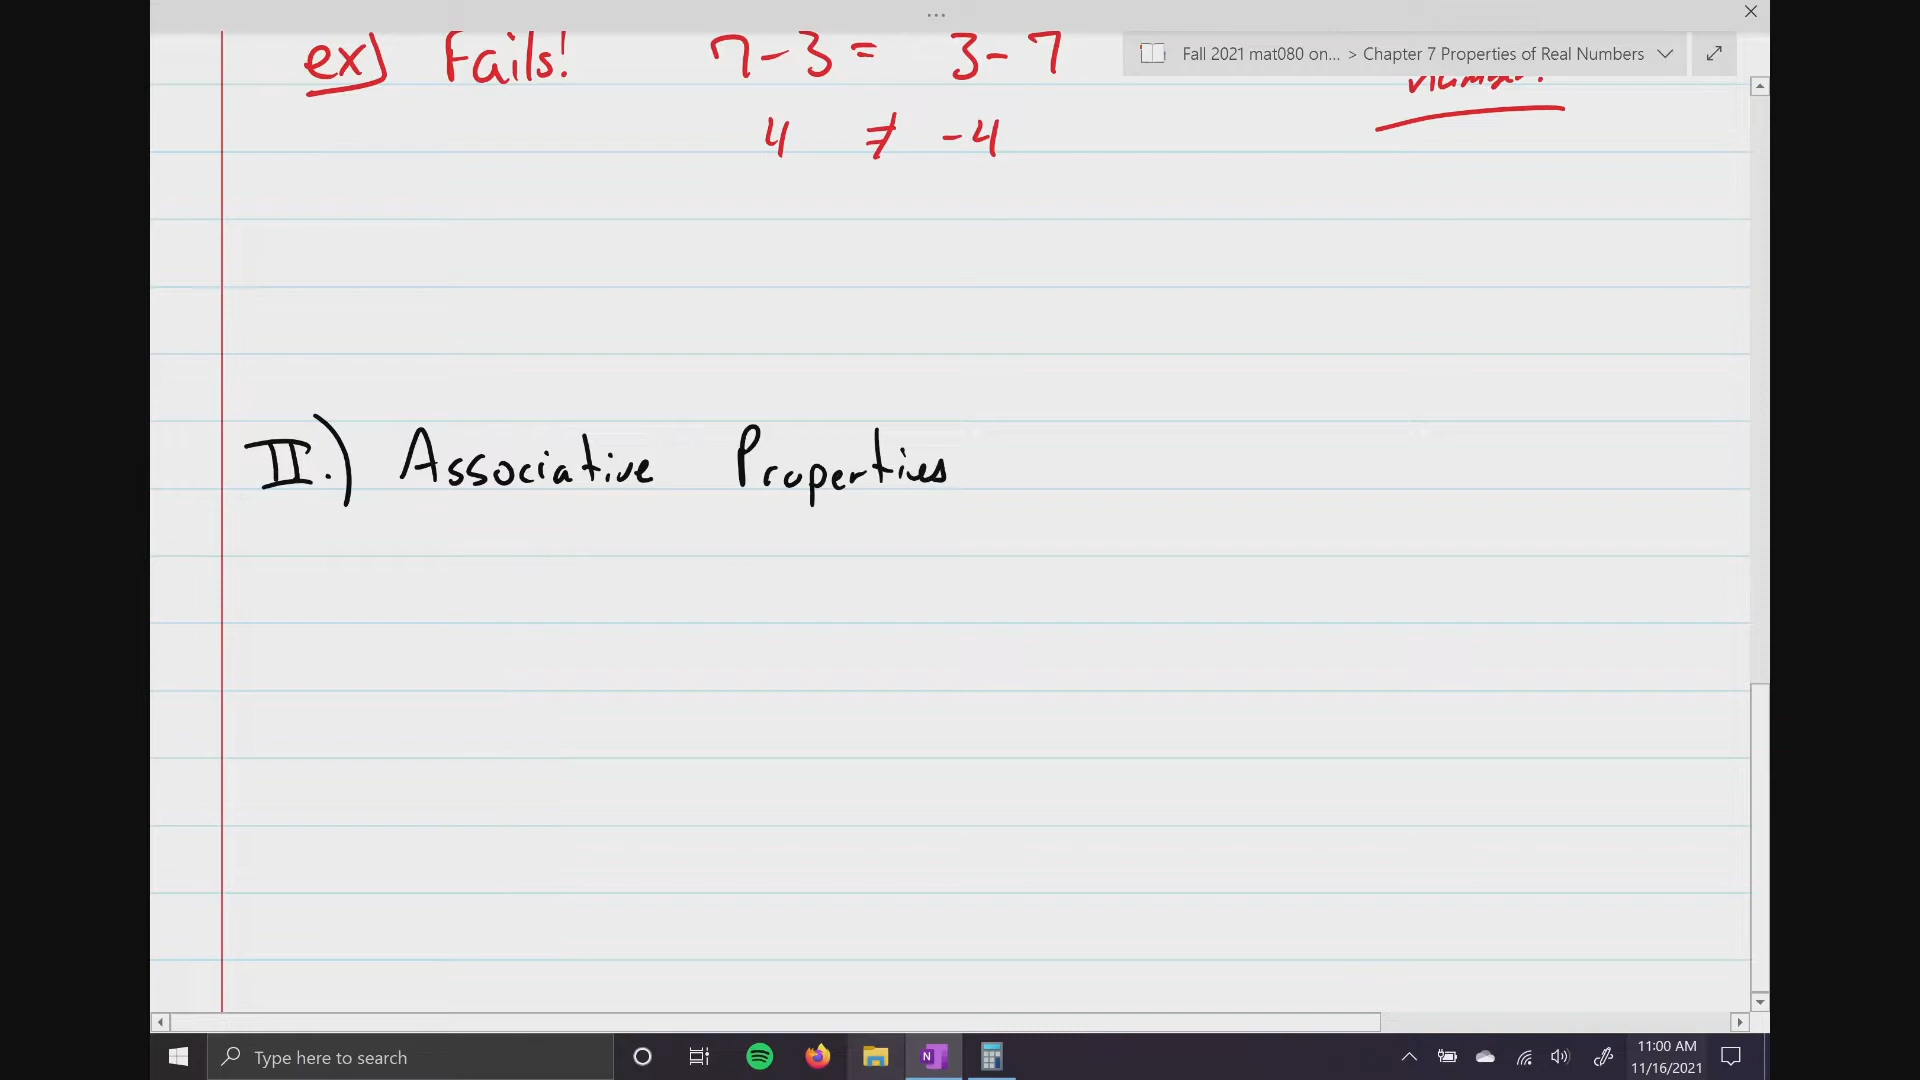 ...
ex) Fails! 7-3= 3-7
Fall 2021 mat080 on... > Chapter 7 Properties of Real Numbers
4 ≠ -4
II.) Associative Properties
Type here to search
N
11:00 AM
11/16/2021